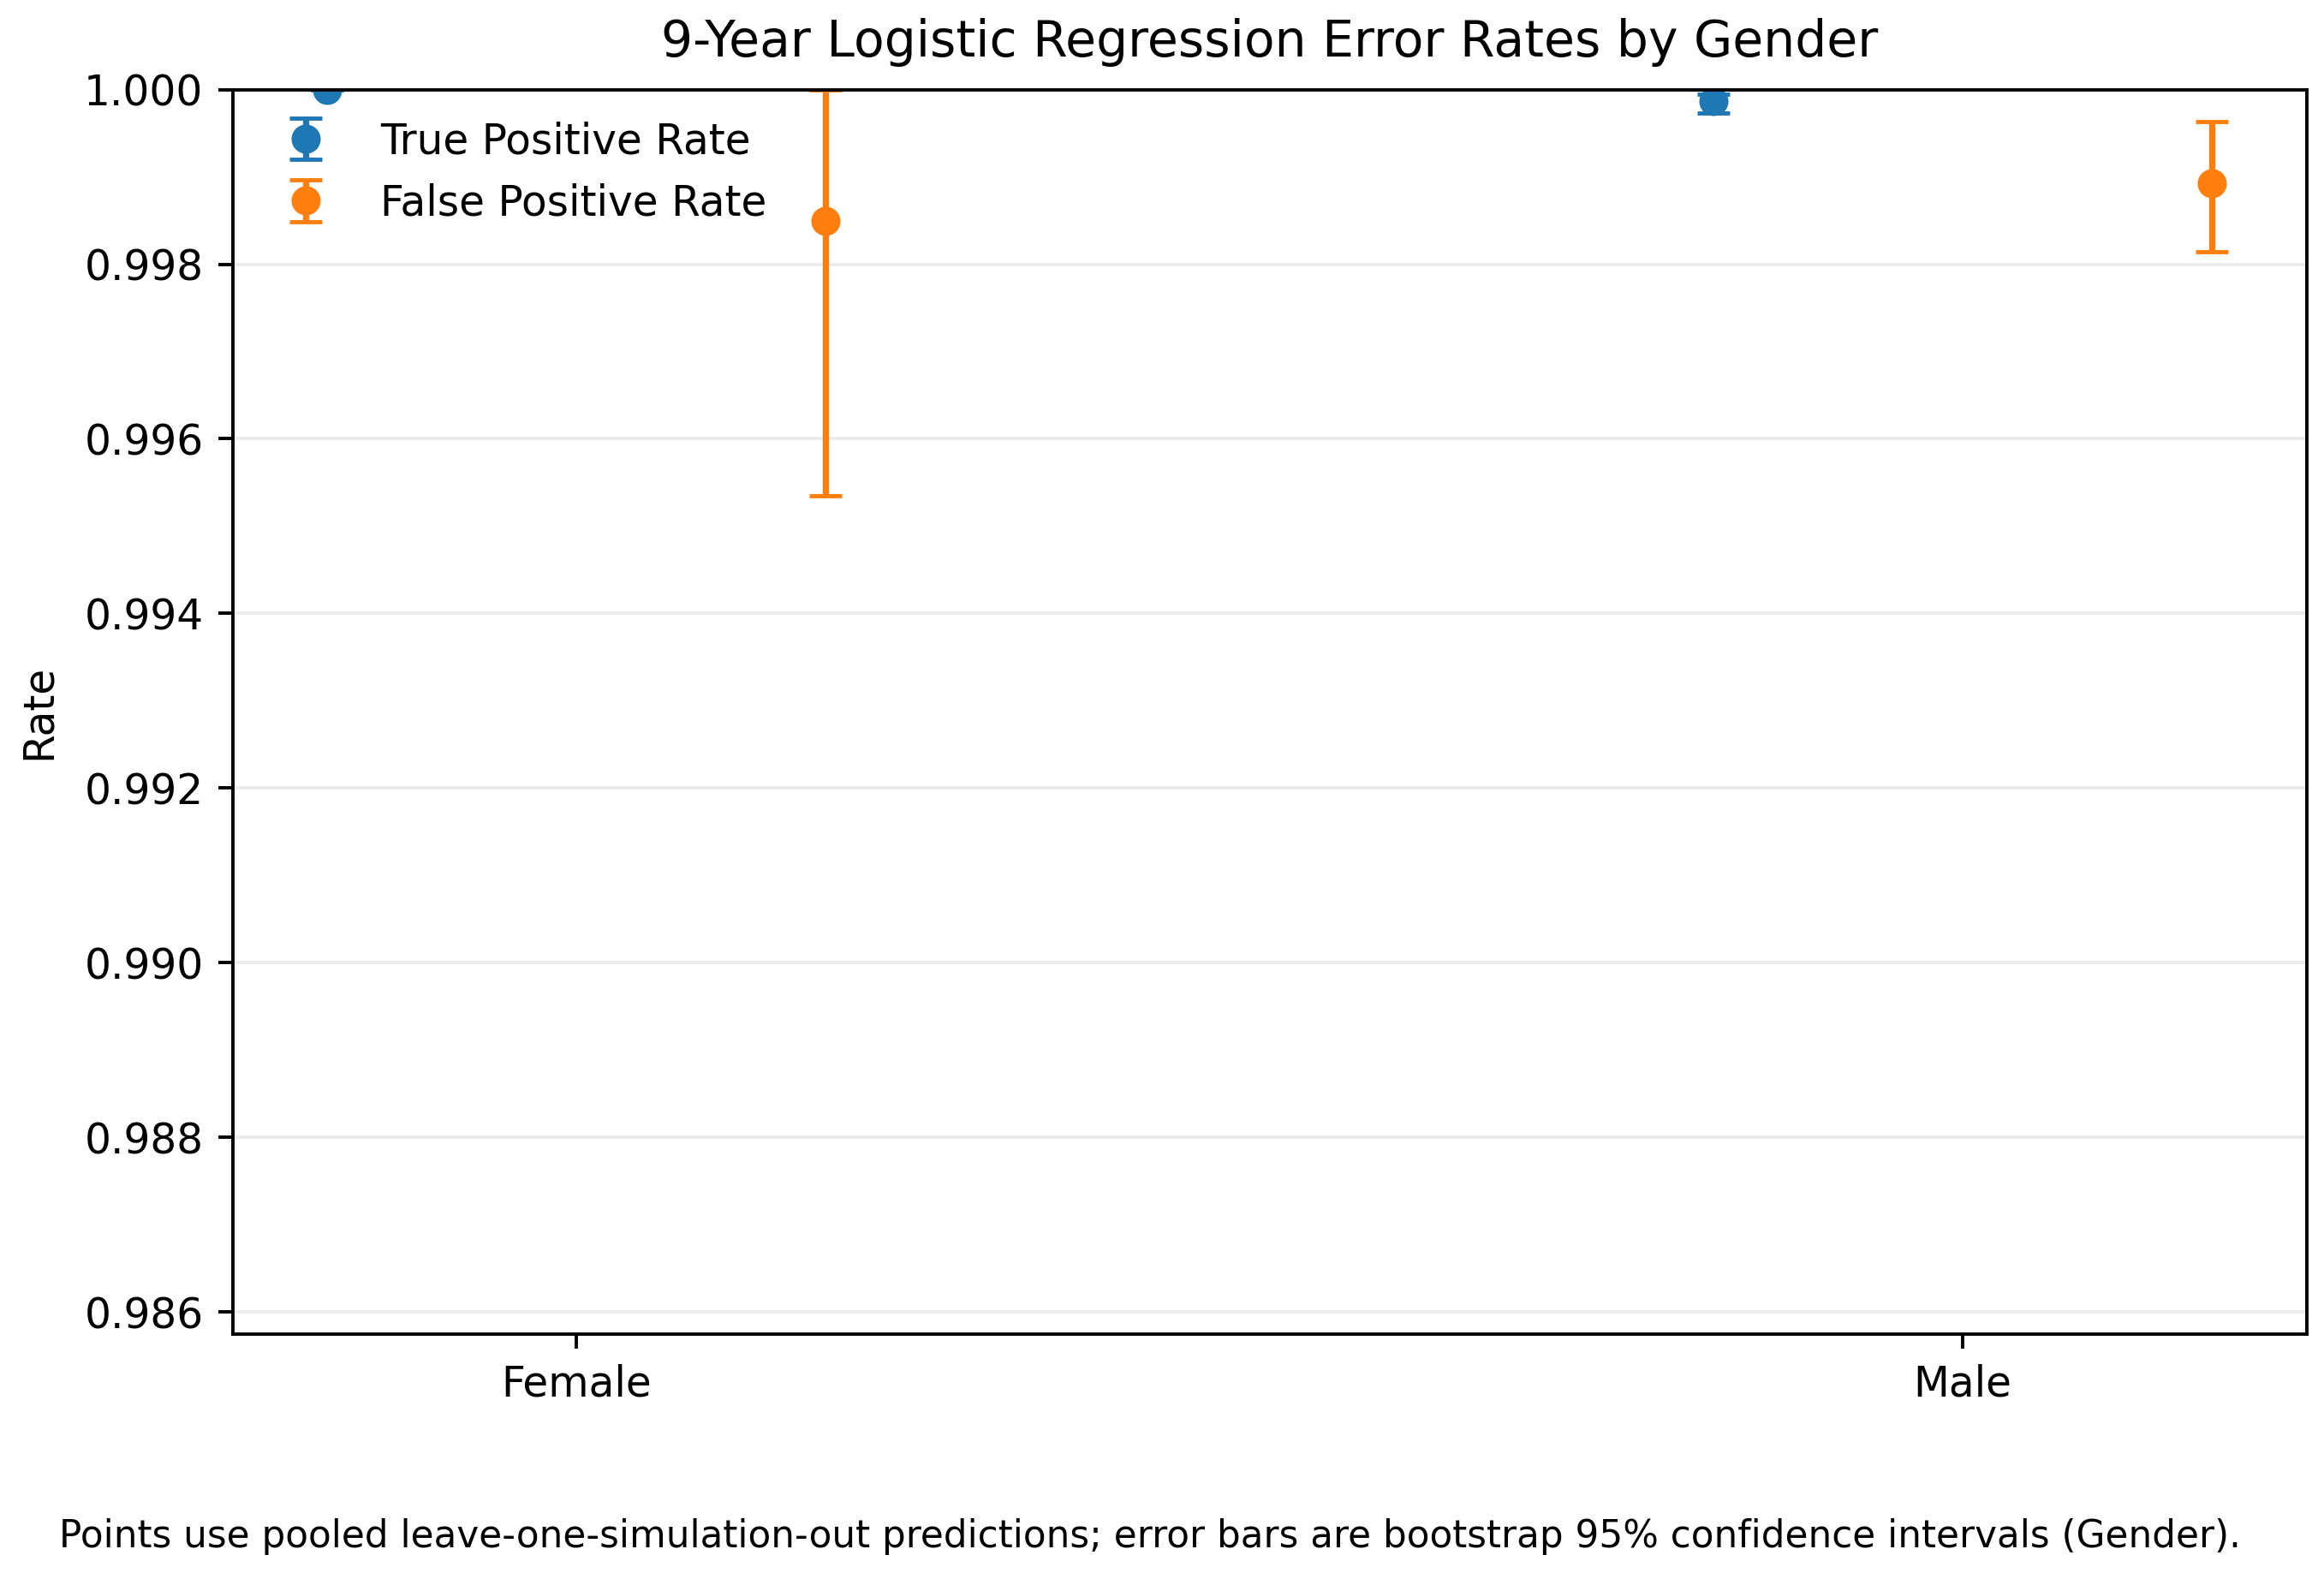 9-Year Logistic Regression Error Rates by Gender
1.000
True Positive Rate
False Positive Rate
0.998
0.996
0.994
0.992
0.990
0.988
0.986
Rate
Female
Male
Points use pooled leave-one-simulation-out predictions; error bars are bootstrap 95% confidence intervals (Gender).